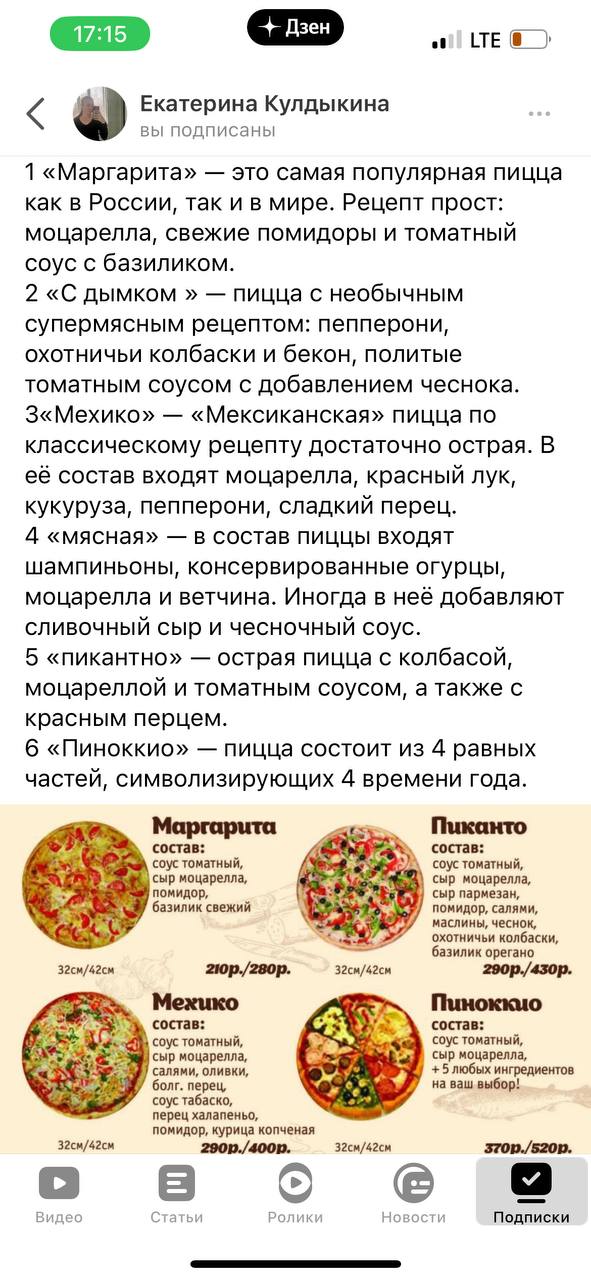 17:15
Дзен
LTE
Екатерина Кулдыкина
вы подписаны
1 «Маргарита» — это самая популярная пицца
как в России, так и в мире. Рецепт прост:
моцарелла, свежие помидоры и томатный
соус с базиликом.
2 «С дымком » — пицца с необычным
супермясным рецептом: пепперони,
охотничьи колбаски и бекон, политые
томатным соусом с добавлением чеснока.
3«Мехико» — «Мексиканская» пицца по
классическому рецепту достаточно острая. В
её состав входят моцарелла, красный лук,
кукуруза, пепперони, сладкий перец.
4 «мясная» — в состав пиццы входят
шампиньоны, консервированные огурцы,
моцарелла и ветчина. Иногда в неё добавляют
сливочный сыр и чесночный соус.
5 «пикантно» — острая пицца с колбасой,
моцареллой и томатным соусом, а также с
красным перцем.
6 «Пиноккио» — пицца состоит из 4 равных
частей, символизирующих 4 времени года.
Маргарита
состав:
соус томатный,
сыр моцарелла,
помидор,
базилик свежий
32см/42см
210р./280р.
Пиканто
состав:
соус томатный,
сыр моцарелла,
сыр пармезан,
помидор, салями,
маслины, чеснок,
охотничьи колбаски,
базилик орегано
32см/42см
290р./430р.
Мехико
состав:
соус томатный,
сыр моцарелла,
салями, оливки,
болг. перец,
соус табаско,
перец халапеньо,
помидор, курица копченая
32см/42см
290р./400р.
Пиноккио
состав:
соус томатный,
сыр моцарелла,
+ 5 любых ингредиентов
на ваш выбор!
32см/42см
370р./520р.
Видео
Статьи
Ролики
Новости
Подписки